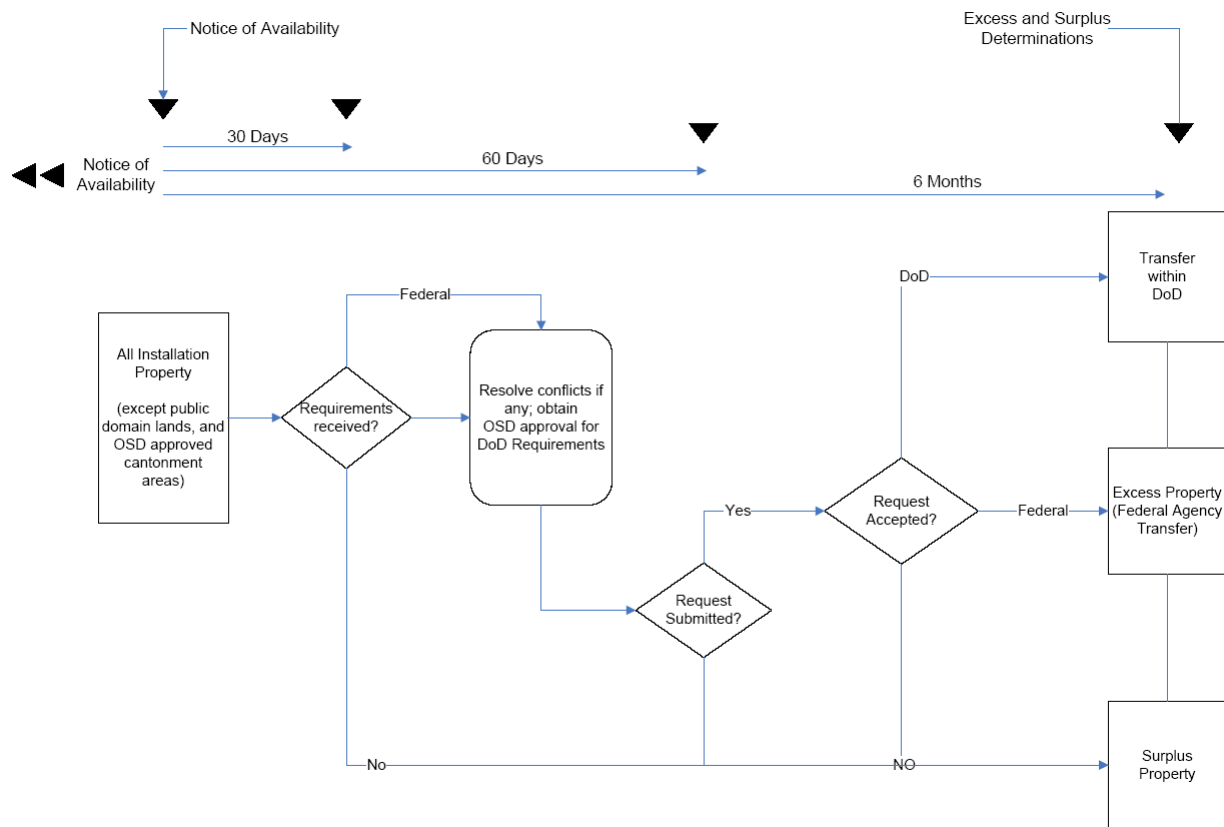 Notice of Availability
Excess and Surplus
Determinations
30 Days
60 Days
6 Months
Notice of
Availability
DoD
Transfer
within
DoD
Federal
All Installation
Property
(except public
domain lands, and
OSD approved
cantonment
areas)
Requirements
received?
Resolve conflicts if
any; obtain
OSD approval for
DoD Requirements
Yes
Request
Accepted?
Federal
Excess Property
(Federal Agency
Transfer)
Request
Submitted?
No
NO
Surplus
Property